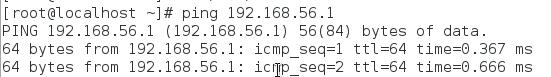 [root@localhost ~]# ping 192.168.56.1
PING 192.168.56.1 (192.168.56.1) 56(84) bytes of data.
64 bytes from 192.168.56.1: icmp_seq=1 ttl=64 time=0.367 ms
64 bytes from 192.168.56.1: icmp_seq=2 ttl=64 time=0.666 ms